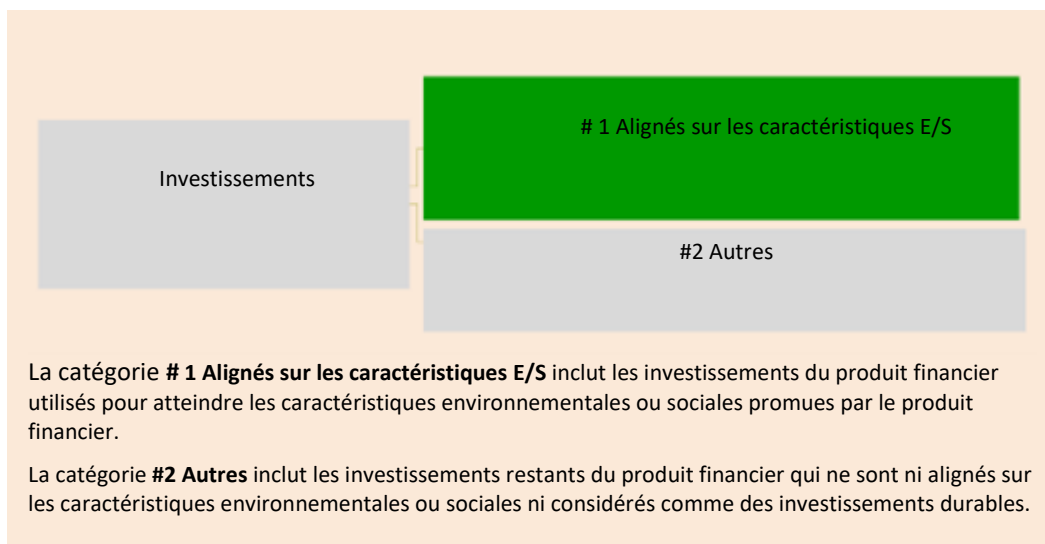 # 1 Alignés sur les caractéristiques E/S
Investissements
#2 Autres
La catégorie # 1 Alignés sur les caractéristiques E/S inclut les investissements du produit financier
utilisés pour atteindre les caractéristiques environnementales ou sociales promues par le produit
financier.
La catégorie #2 Autres inclut les investissements restants du produit financier qui ne sont ni alignés sur
les caractéristiques environnementales ou sociales ni considérés comme des investissements durables.